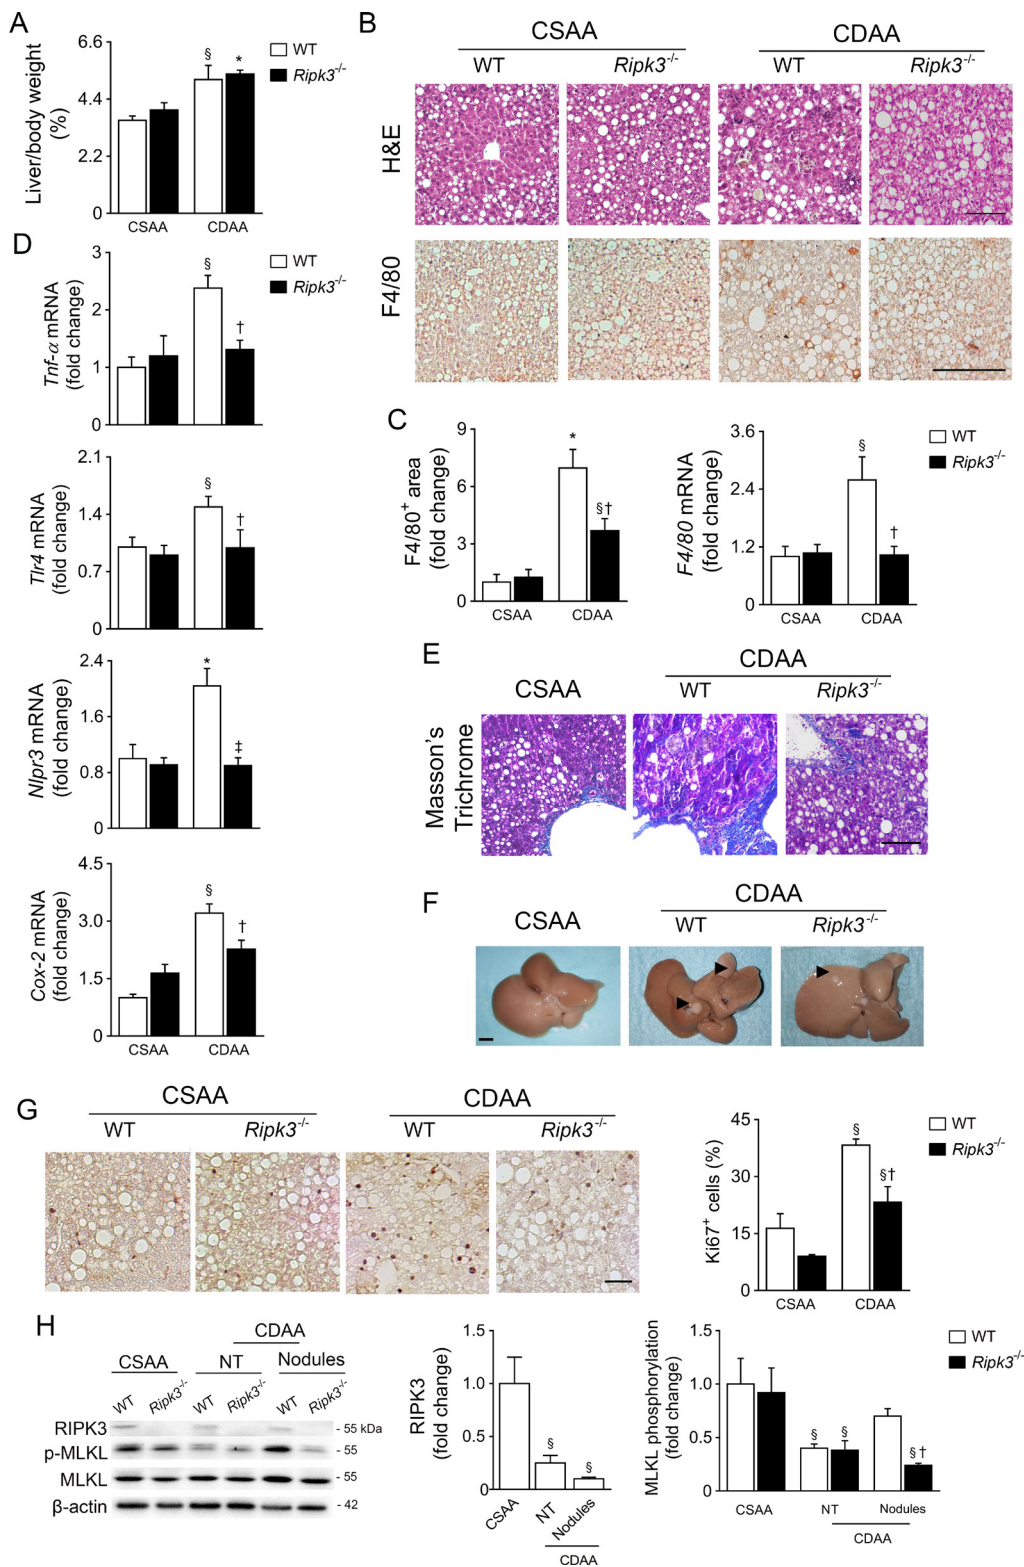 A
Liver/body weight
(%)
6.6
4.4
2.2
0
§
*
CSAA
CDAA
WT
Ripk3-/-
B
CSAA
CDAA
WT
Ripk3-/-
WT
Ripk3-/-
H&E
F4/80
C
F4/80+ area
(fold change)
9
6
3
0
*
§†
CSAA
CDAA
F4/80 mRNA
(fold change)
3.6
2.4
1.2
0
§
†
CSAA
CDAA
WT
Ripk3-/-
D
WT
Ripk3-/-
Tnf-α mRNA
(fold change)
3
2
1
0
§
†
Tlr4 mRNA
(fold change)
2.1
1.4
0.7
0
§
†
Nlpr3 mRNA
(fold change)
2.4
1.6
0.8
0
*
‡
Cox-2 mRNA
(fold change)
4.5
3.0
1.5
0
§
†
CSAA
CDAA
E
CDAA
CSAA
WT
Ripk3-/-
Masson's
Trichrome
F
CDAA
CSAA
WT
Ripk3-/-
G
CSAA
CDAA
WT
Ripk3-/-
WT
Ripk3-/-
Ki67+ cells (%)
45
30
15
0
§
§†
CSAA
CDAA
WT
Ripk3-/-
H
CDAA
CSAA
NT
Nodules
WT
Ripk3-/-
WT
Ripk3-/-
WT
Ripk3-/-
RIPK3
- 55 kDa
p-MLKL
- 55
MLKL
- 55
β-actin
- 42
RIPK3
(fold change)
1.5
1.0
0.5
0.0
§
§
CSAA
NT
Nodules
CDAA
MLKL phosphorylation
(fold change)
1.5
1.0
0.5
0.0
§
§
§†
CSAA
NT
Nodules
CDAA
WT
Ripk3-/-